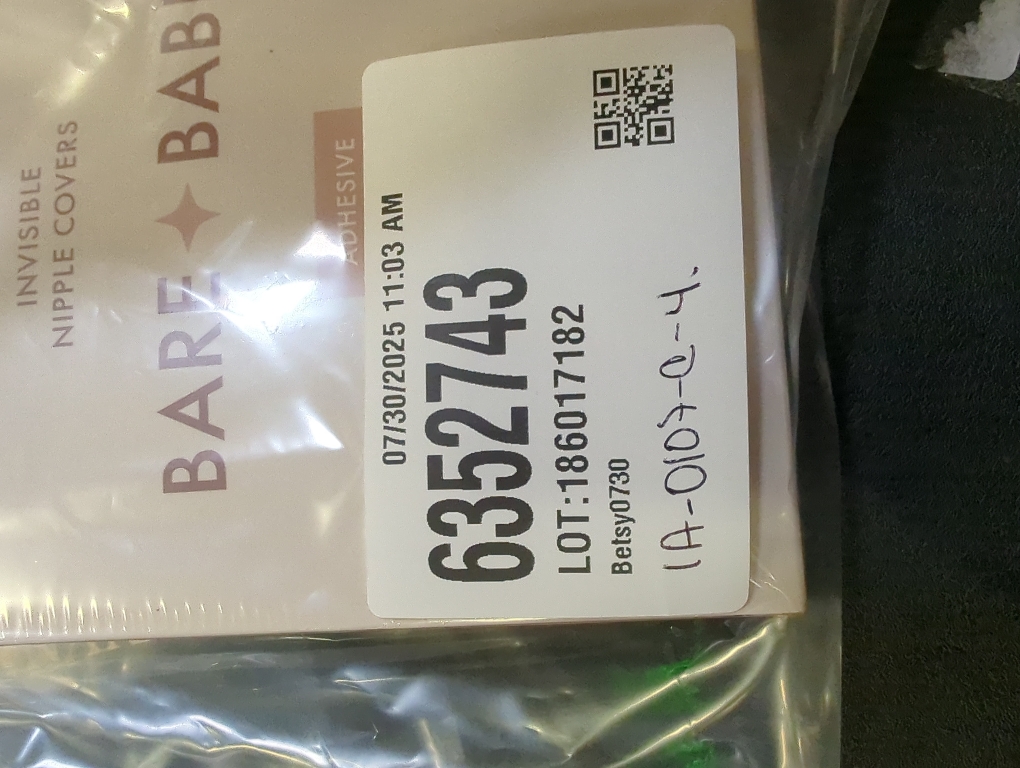 INVISIBLE
NIPPLE COVERS
BARE ✦ BAB
ADHESIVE
07/30/2025 11:03 AM
6352743
LOT:186017182
Betsy0730
1A-0107-C-4.